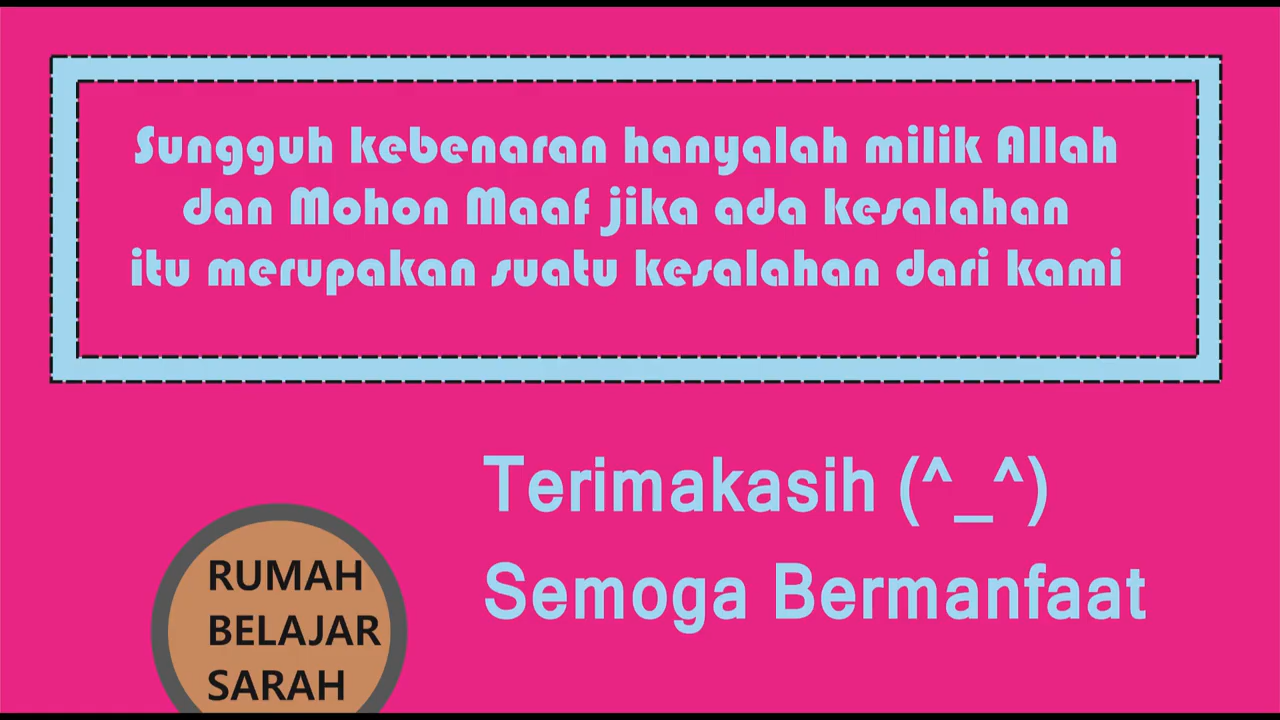 Sungguh kebenaran hanyalah milik Allah
dan Mohon Maaf jika ada kesalahan
itu merupakan suatu kesalahan dari kami
Terimakasih (^_^)
Semoga Bermanfaat
RUMAH
BELAJAR
SARAH